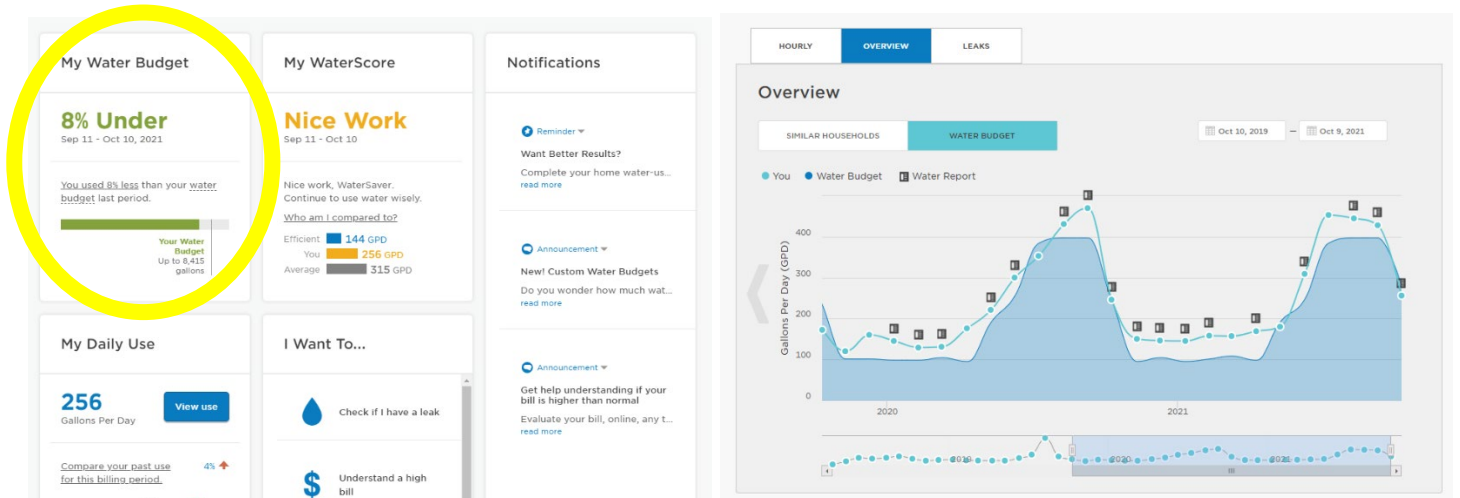 My Water Budget
8% Under
Sep 11 - Oct 10, 2021
You used 8% less than your water
budget last period.
Your Water
Budget
Up to 8,415
gallons
My WaterScore
Nice Work
Sep 11 - Oct 10
Nice work, WaterSaver.
Continue to use water wisely.
Who am I compared to?
Efficient 144 GPD
You 256 GPD
Average 315 GPD
Notifications
Reminder
Want Better Results?
Complete your home water-us...
read more
Announcement
New! Custom Water Budgets
Do you wonder how much wat...
read more
Announcement
Get help understanding if your
bill is higher than normal
Evaluate your bill, online, any t...
read more
My Daily Use
256
Gallons Per Day
View use
Compare your past use
for this billing period.
4%
I Want To...
Check if I have a leak
$ Understand a high
bill
HOURLY OVERVIEW LEAKS
Overview
SIMILAR HOUSEHOLDS WATER BUDGET
Oct 10, 2019 – Oct 9, 2021
You Water Budget Water Report
Gallons Per Day (GPD)
400
300
200
100
0
2020 2021
2019 2020 2021